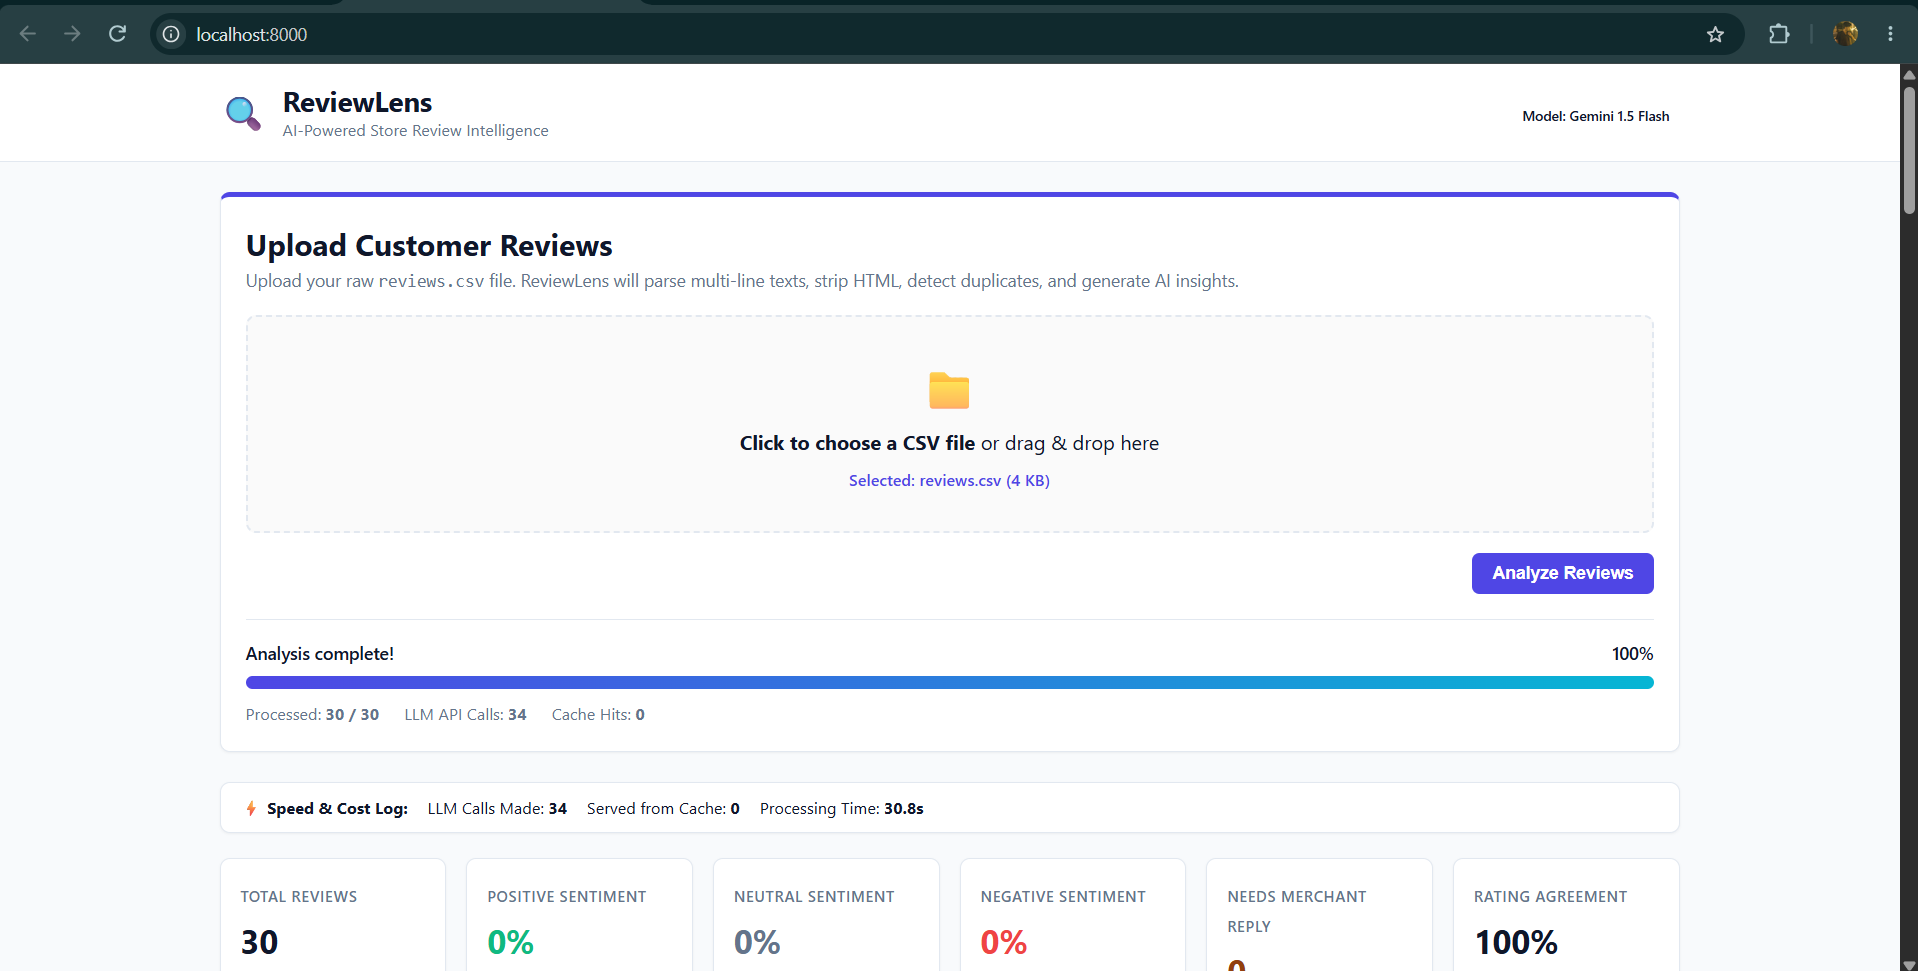 localhost:8000
ReviewLens
AI-Powered Store Review Intelligence
Model: Gemini 1.5 Flash
Upload Customer Reviews
Upload your raw reviews.csv file. ReviewLens will parse multi-line texts, strip HTML, detect duplicates, and generate AI insights.
Click to choose a CSV file or drag & drop here
Selected: reviews.csv (4 KB)
Analyze Reviews
Analysis complete! 100%
Processed: 30 / 30 LLM API Calls: 34 Cache Hits: 0
Speed & Cost Log: LLM Calls Made: 34 Served from Cache: 0 Processing Time: 30.8s
TOTAL REVIEWS
30
POSITIVE SENTIMENT
0%
NEUTRAL SENTIMENT
0%
NEGATIVE SENTIMENT
0%
NEEDS MERCHANT
REPLY
RATING AGREEMENT
100%